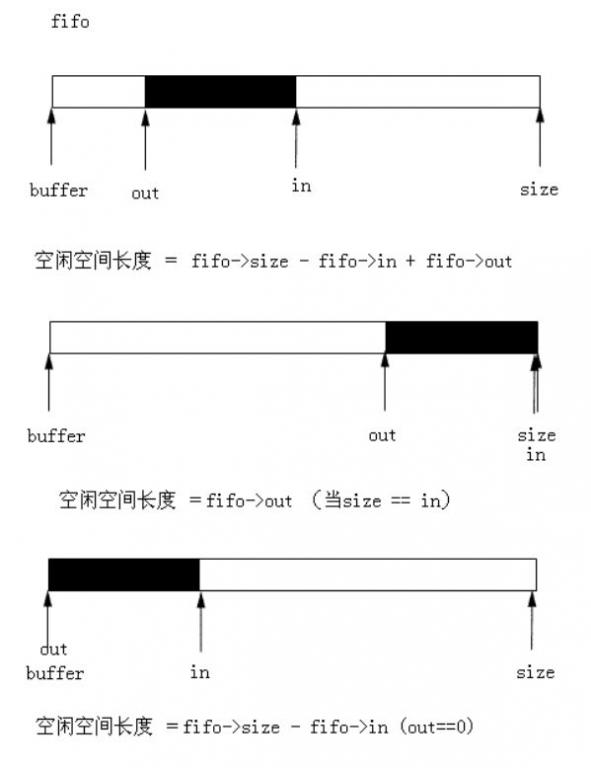 fifo
buffer out in size
空闲空间长度 = fifo->size - fifo->in + fifo->out
buffer out size
in
空闲空间长度 =fifo->out (当size == in)
out
buffer in size
空闲空间长度 =fifo->size - fifo->in (out==0)